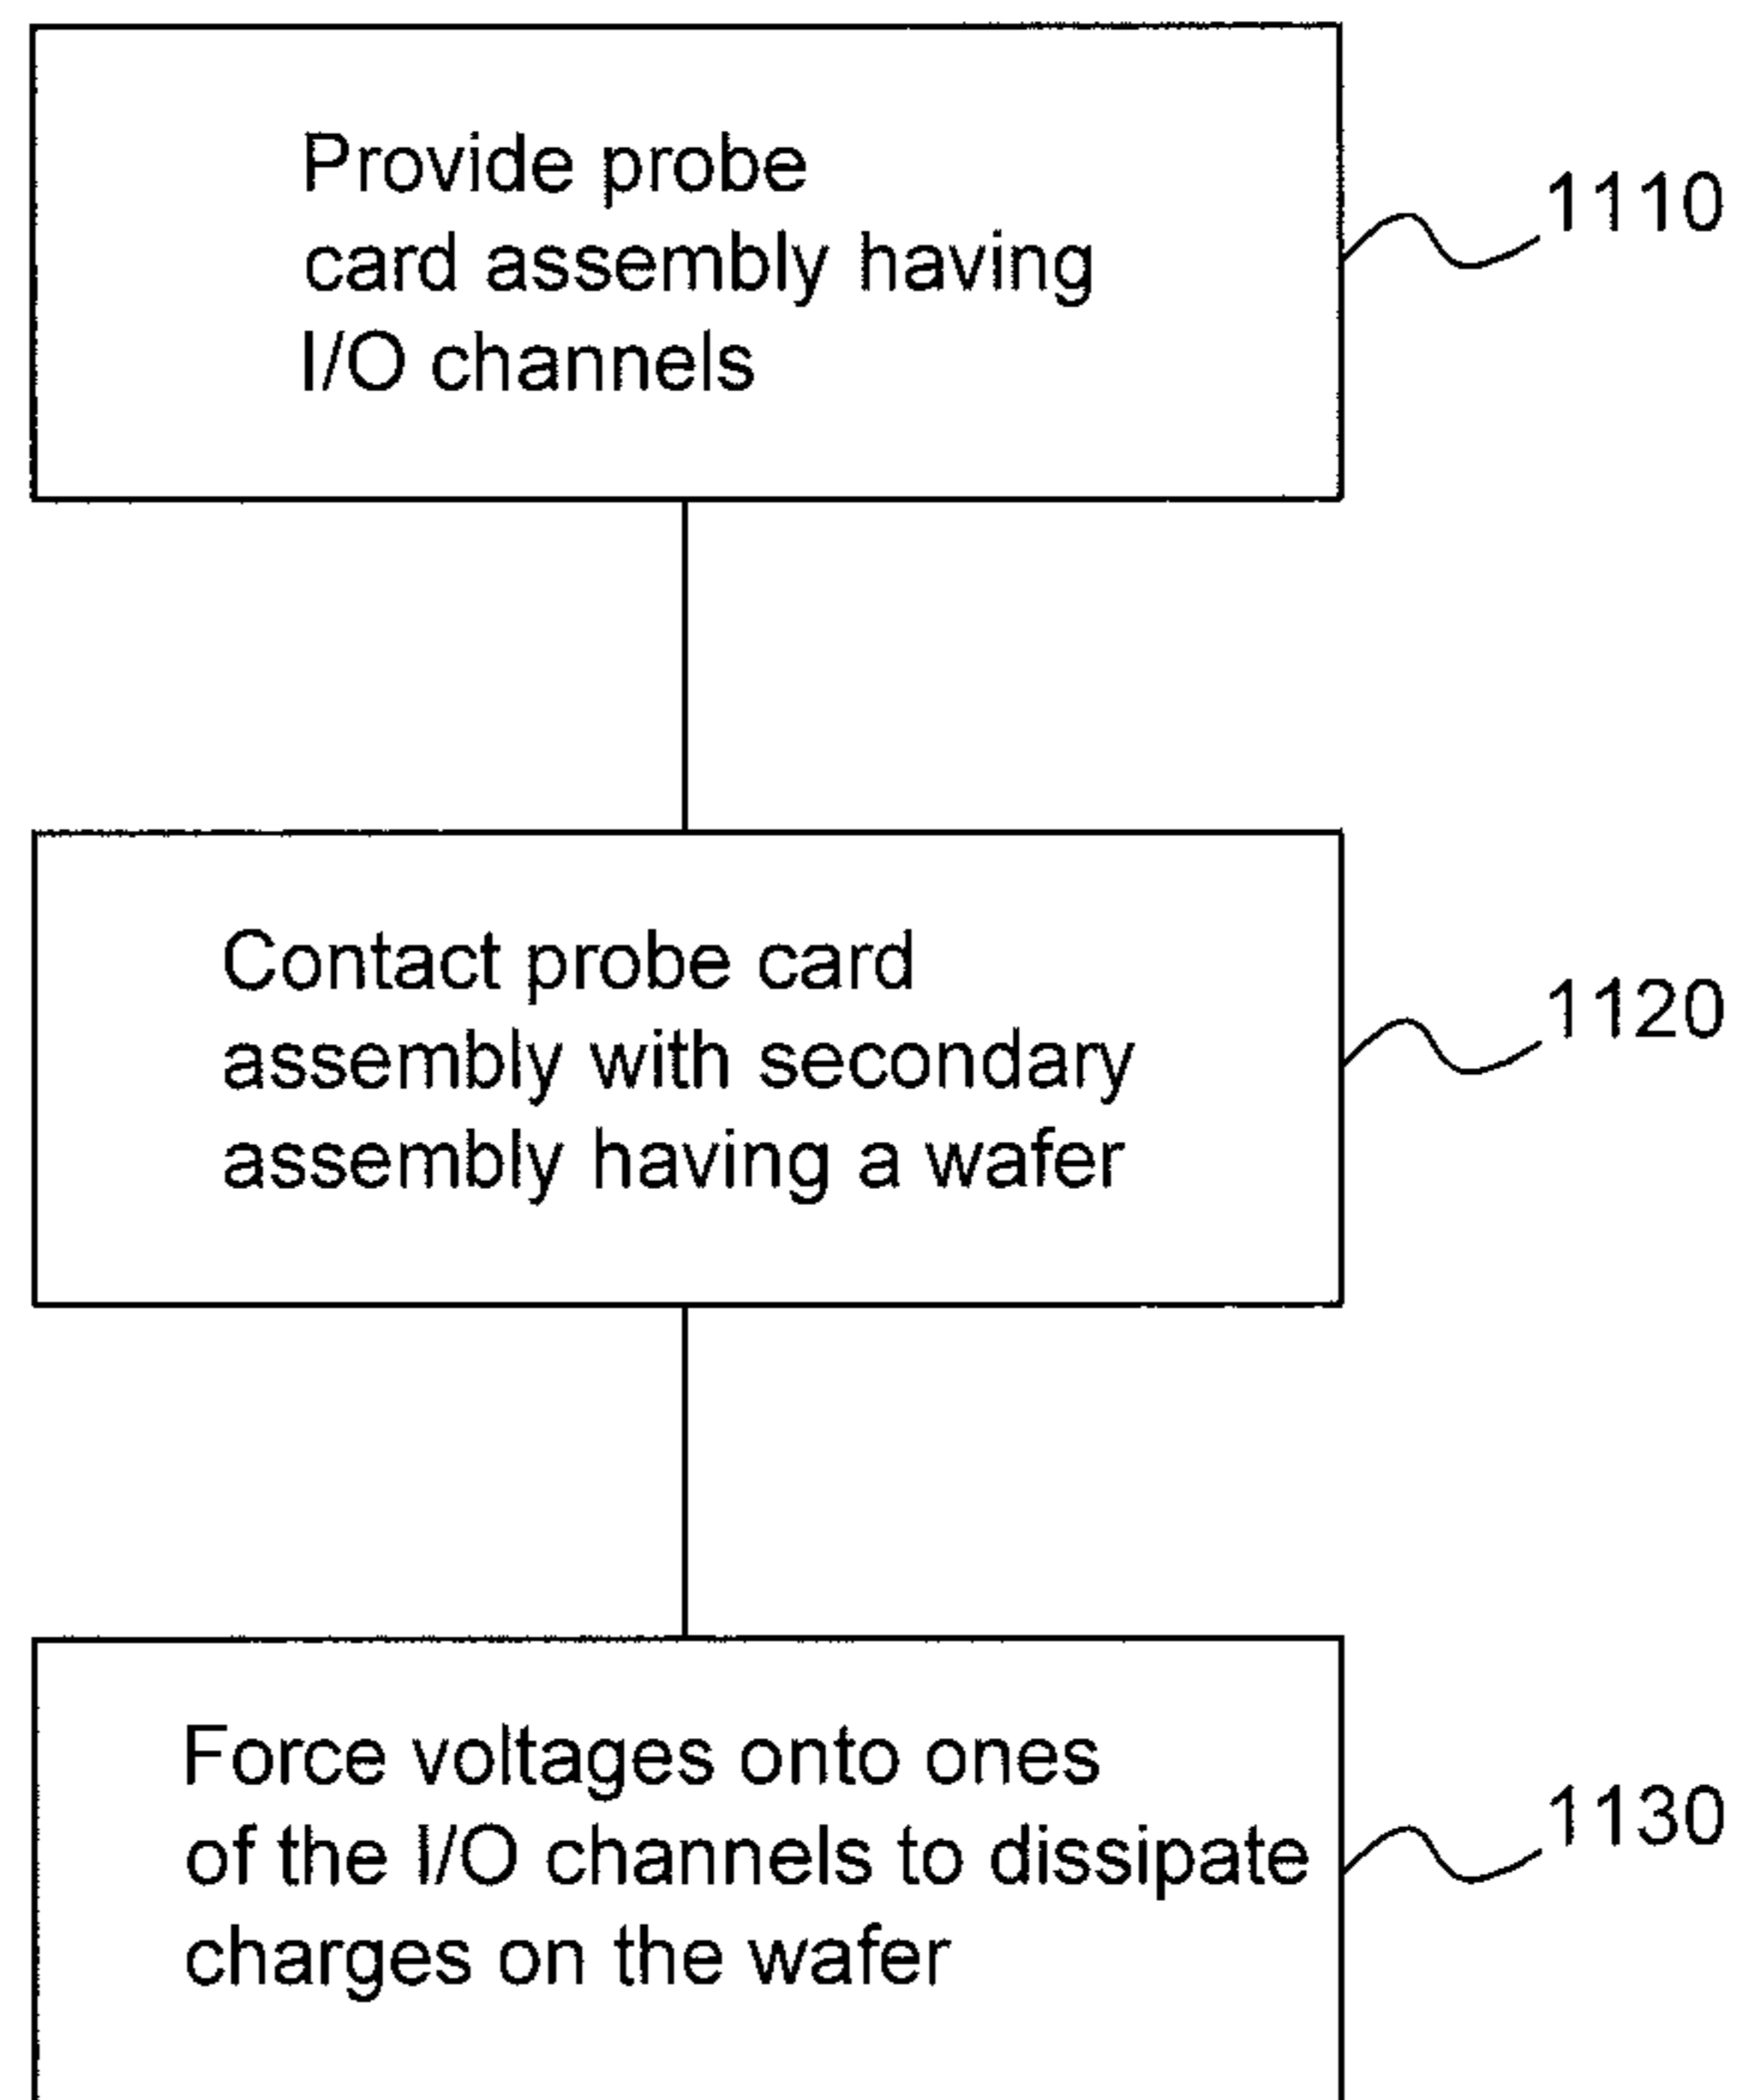 Provide probe
card assembly having
I/O channels
1110
Contact probe card
assembly with secondary
assembly having a wafer
1120
Force voltages onto ones
of the I/O channels to dissipate
charges on the wafer
1130